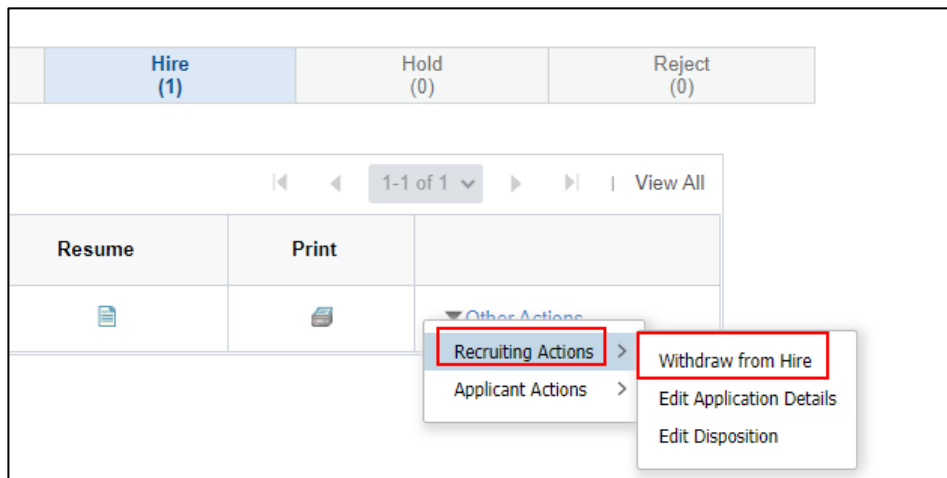 Hire
(1)
Hold
(0)
Reject
(0)
1-1 of 1
| View All
Resume
Print
Other Actions
Recruiting Actions >
Applicant Actions >
Withdraw from Hire
Edit Application Details
Edit Disposition